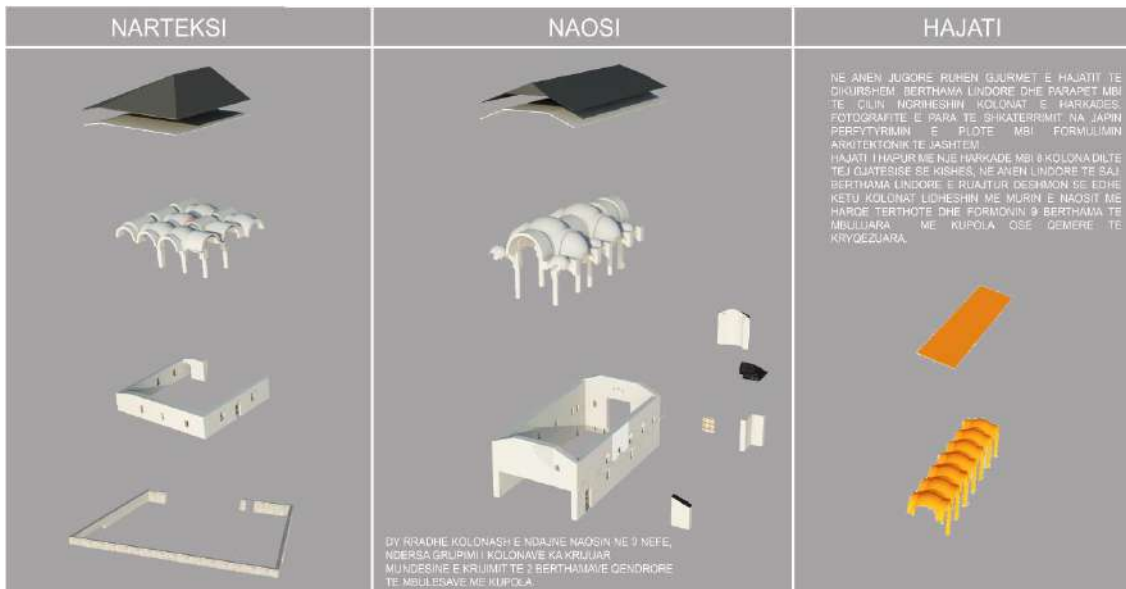 NARTEKSI
NAOSI
HAJATI
NE ANEN JUGORE RUHEN GJURMET E HAJATIT TE
DIKURSHEM, BERTHAMA LINDORE DHE PARAPET MBI
TE ÇILIN NGRIHESHIN KOLONAT E HARKADES.
FOTOGRAFITE E PARA TE SHKATERRIMIT NA JAPIN
PERFYTYRIMIN E PLOTE MBI FORMULIMIN
ARKITEKTONIK TE JASHTEM.
HAJATI I HAPUR ME NJE HARKADE MBI 8 KOLONA DILTE
TEJ GJATESISE SE KISHES, NE ANEN LINDORE TE SAJ.
BERTHAMA LINDORE E RUAJTUR DESHMON SE EDHE
KETU KOLONAT LIDHESHIN ME MURIN E NAOSIT ME
HARQE TERTHOTE DHE FORMONIN 9 BERTHAMA TE
MBULUARA ME KUPOLA OSE QEMERE TE
KRYQEZUARA.
DY RRADHE KOLONASH E NDAJNE NAOSIN NE 3 NEFE,
NDERSA GRUPIMI I KOLONAVE KA KRIJUAR
MUNDESINE E KRIJIMIT TE 2 BERTHAMAVE QENDRORE
TE MBULESAVE ME KUPOLA.